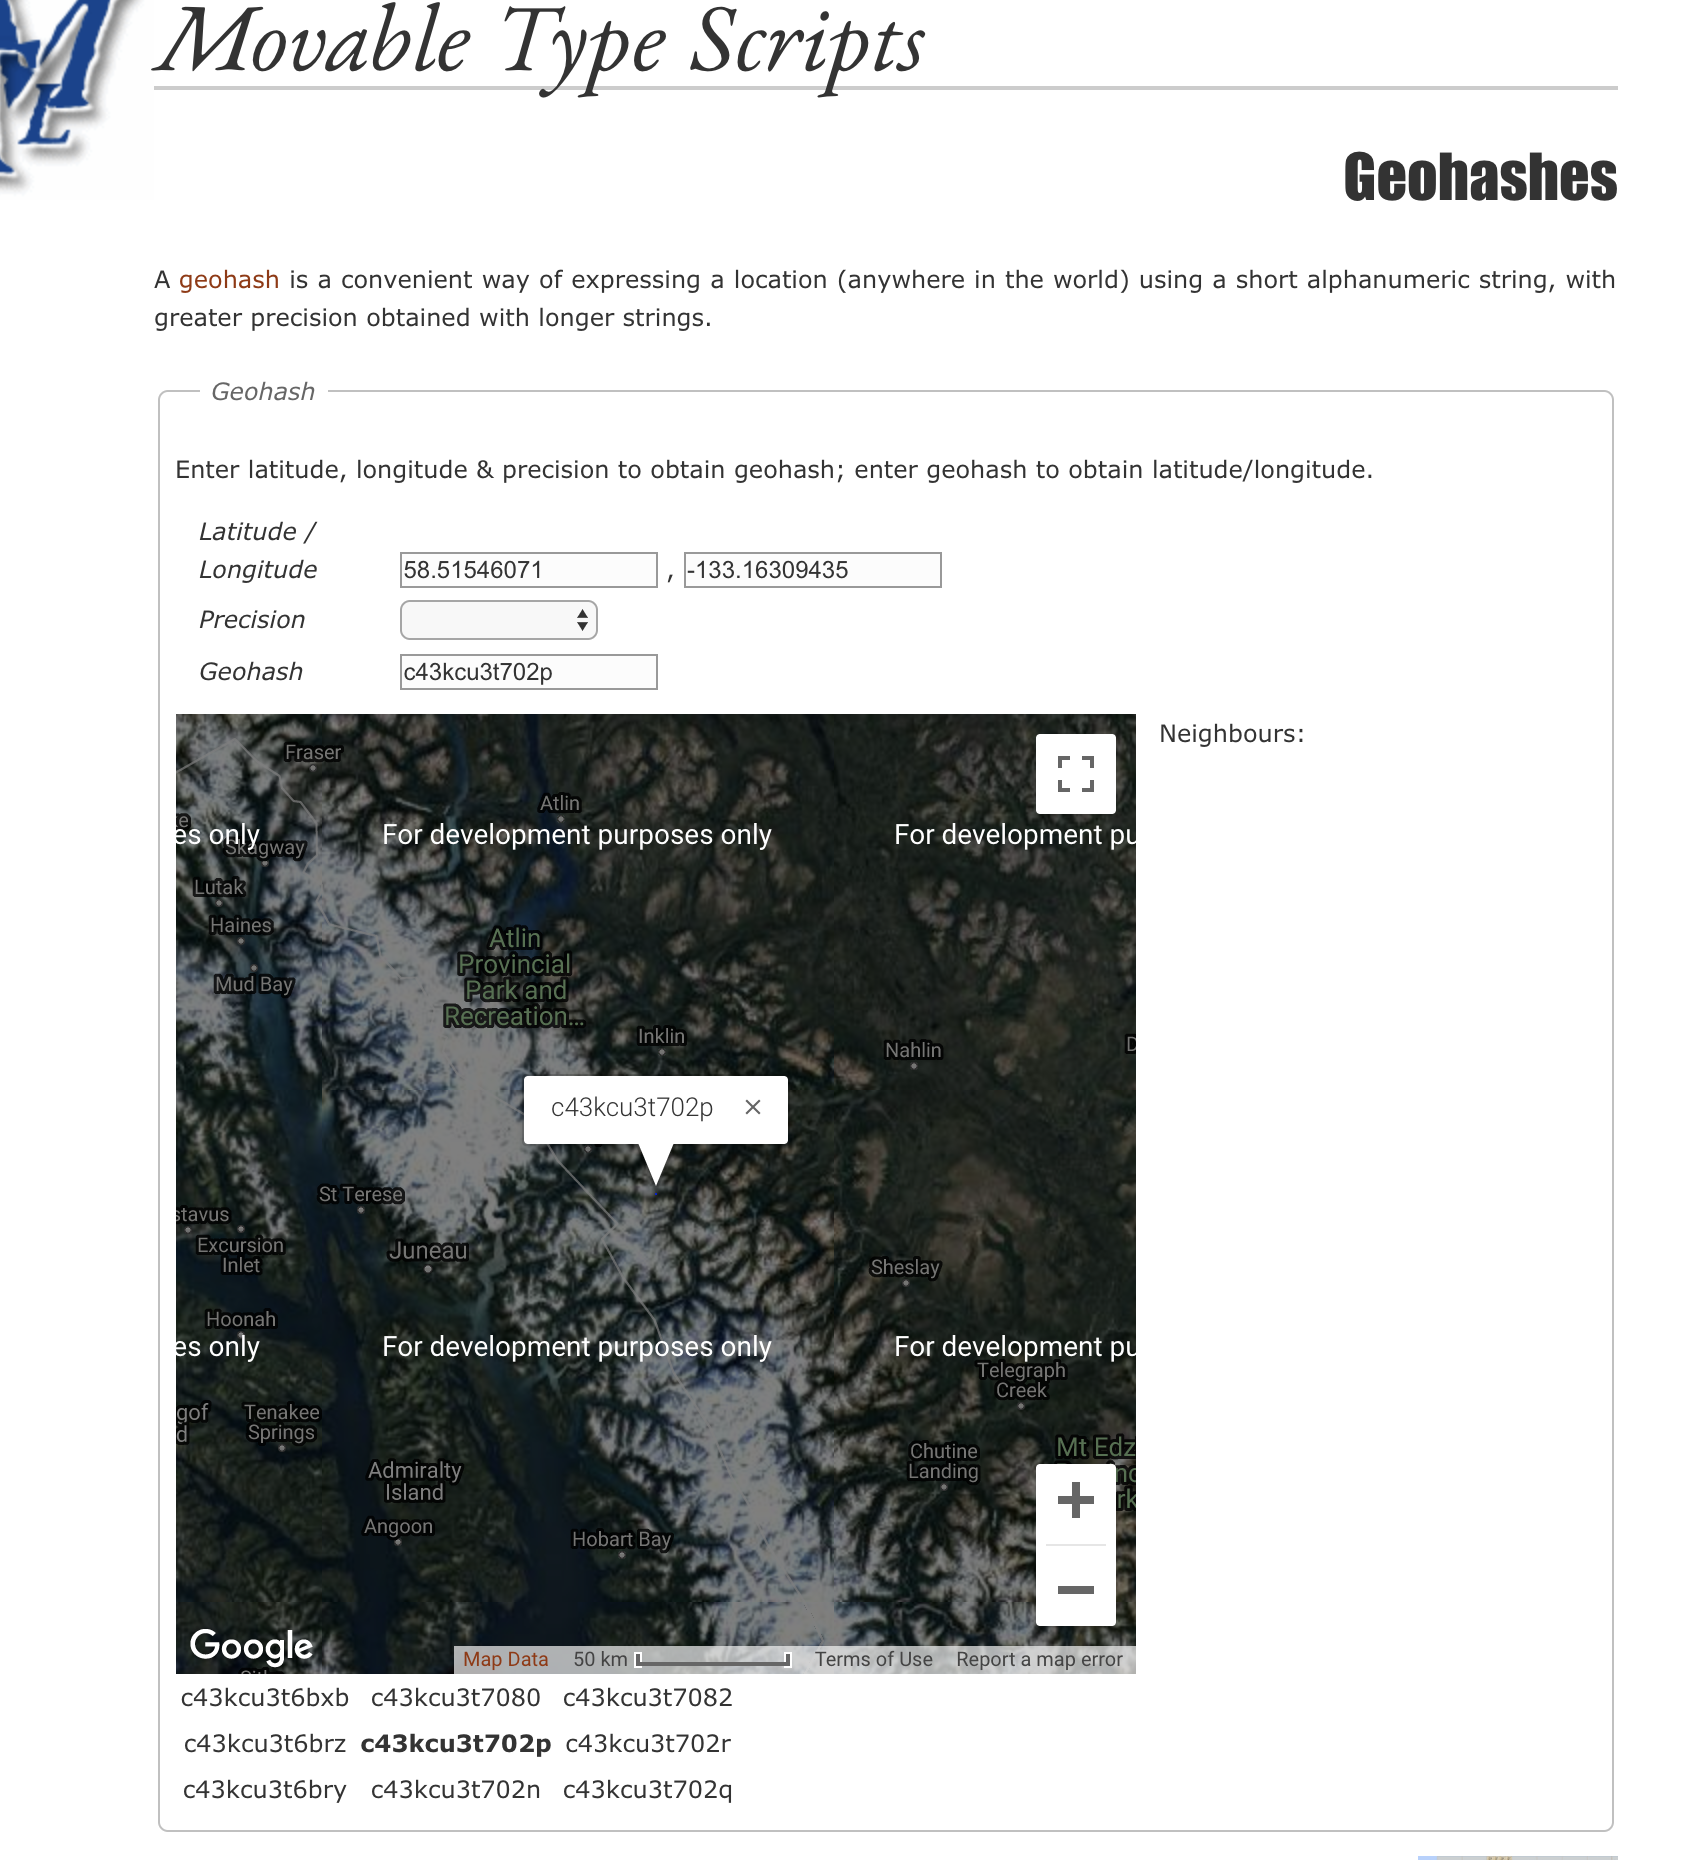 ML
Movable Type Scripts
Geohashes
A geohash is a convenient way of expressing a location (anywhere in the world) using a short alphanumeric string, with
greater precision obtained with longer strings.
Geohash
Enter latitude, longitude & precision to obtain geohash; enter geohash to obtain latitude/longitude.
Latitude /
Longitude 58.51546071 , -133.16309435
Precision
Geohash c43kcu3t702p
Neighbours:
Fraser
Atlin
es only For development purposes only For development pu
Skagway
Lutak
Haines
Atlin
Provincial
Park and
Recreation...
Mud Bay
Inklin
Nahlin
c43kcu3t702p ×
St Terese
stavus
Excursion
Inlet
Juneau
Sheslay
Hoonah
es only For development purposes only For development pu
Telegraph
Creek
gof
d
Tenakee
Springs
Chutine
Landing
Mt Edz
Admiralty
Island
Angoon
Hobart Bay
Google
Map Data 50 km Terms of Use Report a map error
c43kcu3t6bxb c43kcu3t7080 c43kcu3t7082
c43kcu3t6brz c43kcu3t702p c43kcu3t702r
c43kcu3t6bry c43kcu3t702n c43kcu3t702q